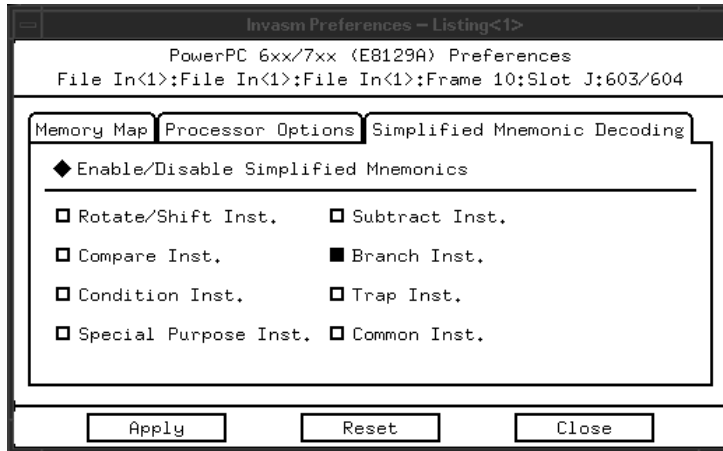 Invasm Preferences — Listing<1>
PowerPC 6xx/7xx (E8129A) Preferences
File In<1>:File In<1>:File In<1>:Frame 10:Slot J:603/604
Memory Map Processor Options Simplified Mnemonic Decoding
Enable/Disable Simplified Mnemonics
Rotate/Shift Inst. Subtract Inst.
Compare Inst. Branch Inst.
Condition Inst. Trap Inst.
Special Purpose Inst. Common Inst.
Apply Reset Close